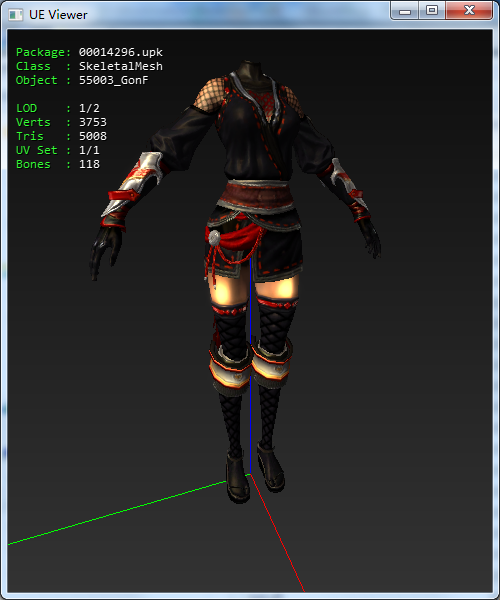 UE Viewer
Package: 00014296.upk
Class  : SkeletalMesh
Object : 55003_GonF
LOD    : 1/2
Verts  : 3753
Tris   : 5008
UV Set : 1/1
Bones  : 118